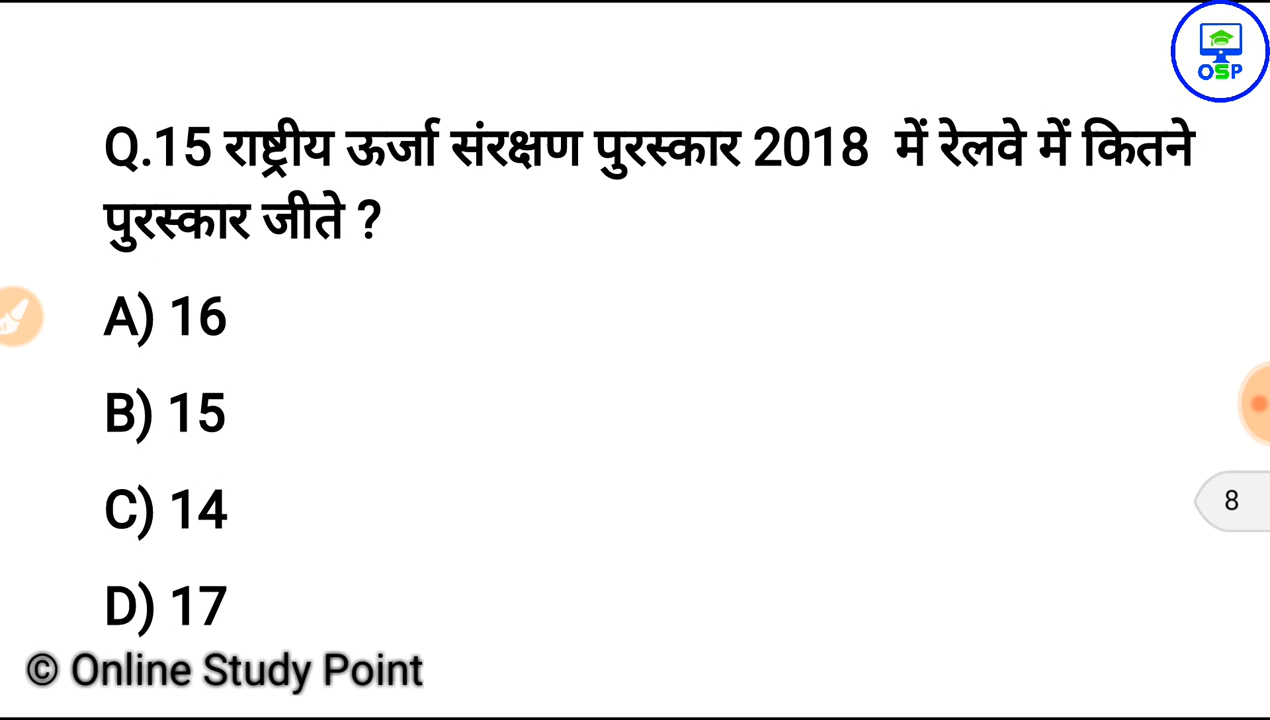 OSP
Q.15 राष्ट्रीय ऊर्जा संरक्षण पुरस्कार 2018 में रेलवे में कितने
पुरस्कार जीते ?
A) 16
B) 15
8
C) 14
D) 17
© Online Study Point